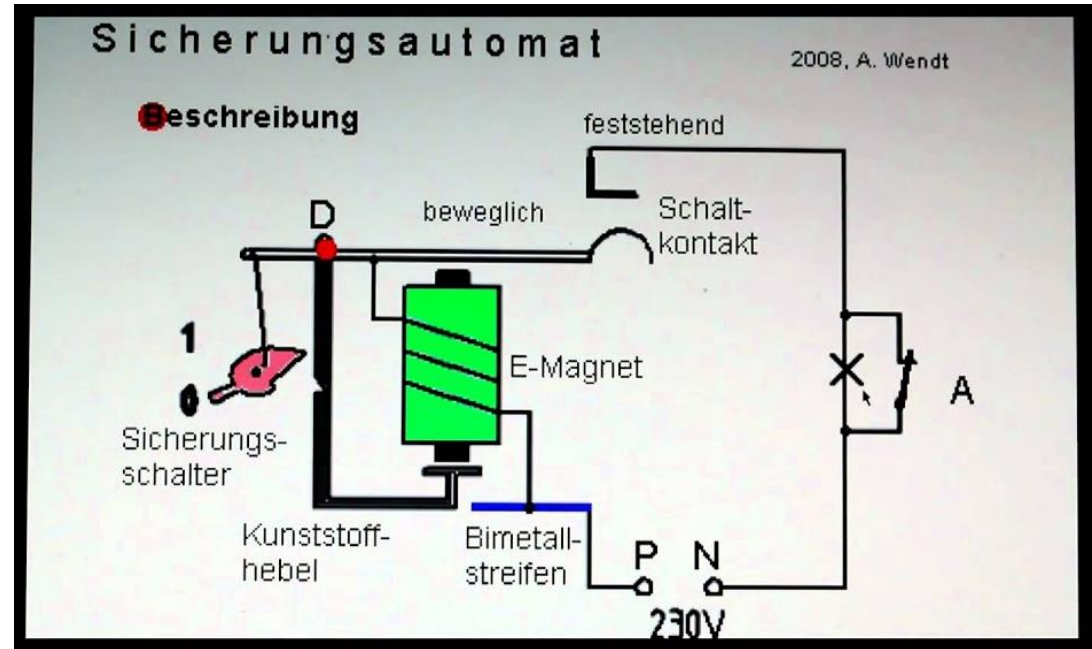 Sicherungsautomat
2008, A. Wendt
Beschreibung
feststehend
D
beweglich
Schalt-
kontakt
1
0
E-Magnet
A
Sicherungs-
schalter
Kunststoff-
hebel
Bimetall-
streifen
P N
230V